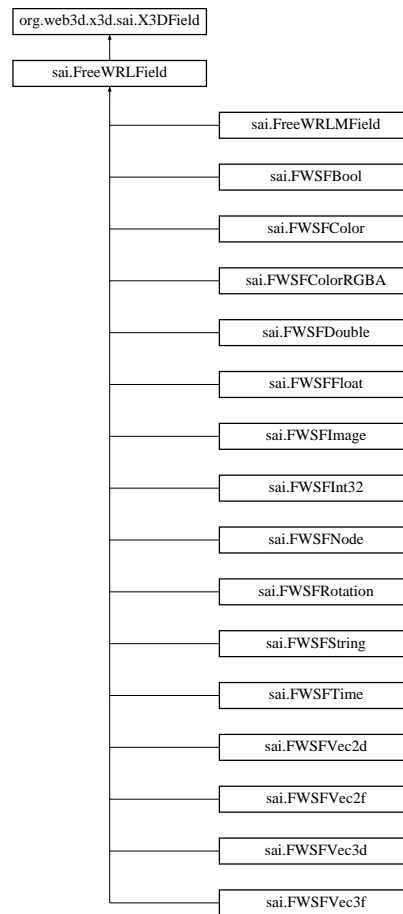 org.web3d.x3d.sai.X3DField
sai.FreeWRLField
sai.FreeWRLMField
sai.FWSFBool
sai.FWSFColor
sai.FWSFColorRGBA
sai.FWSFDouble
sai.FWSFFloat
sai.FWSFImage
sai.FWSFInt32
sai.FWSFNode
sai.FWSFRotation
sai.FWSFString
sai.FWSFTime
sai.FWSFVec2d
sai.FWSFVec2f
sai.FWSFVec3d
sai.FWSFVec3f